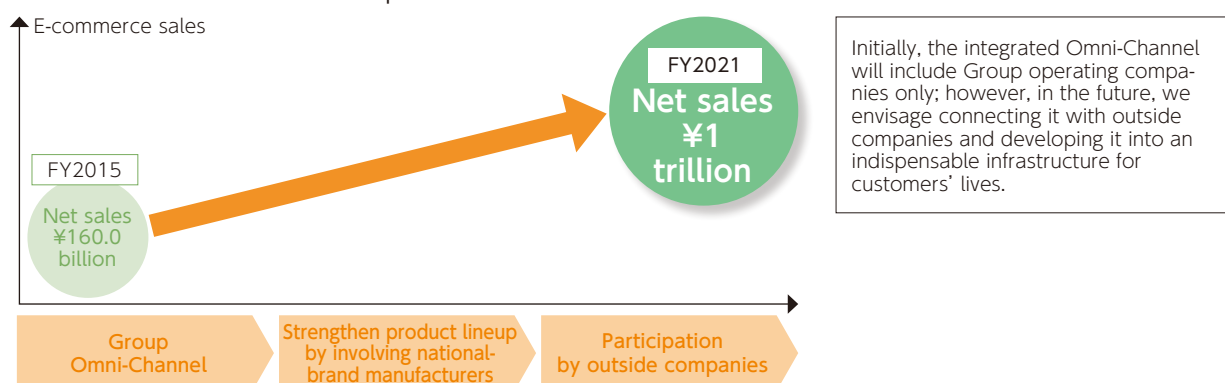 E-commerce sales
FY2015
Net sales
¥160.0
billion
FY2021
Net sales
¥1
trillion
Initially, the integrated Omni-Channel
will include Group operating compa-
nies only; however, in the future, we
envisage connecting it with outside
companies and developing it into an
indispensable infrastructure for
customers’ lives.
Group
Omni-Channel
Strengthen product lineup
by involving national-
brand manufacturers
Participation
by outside companies